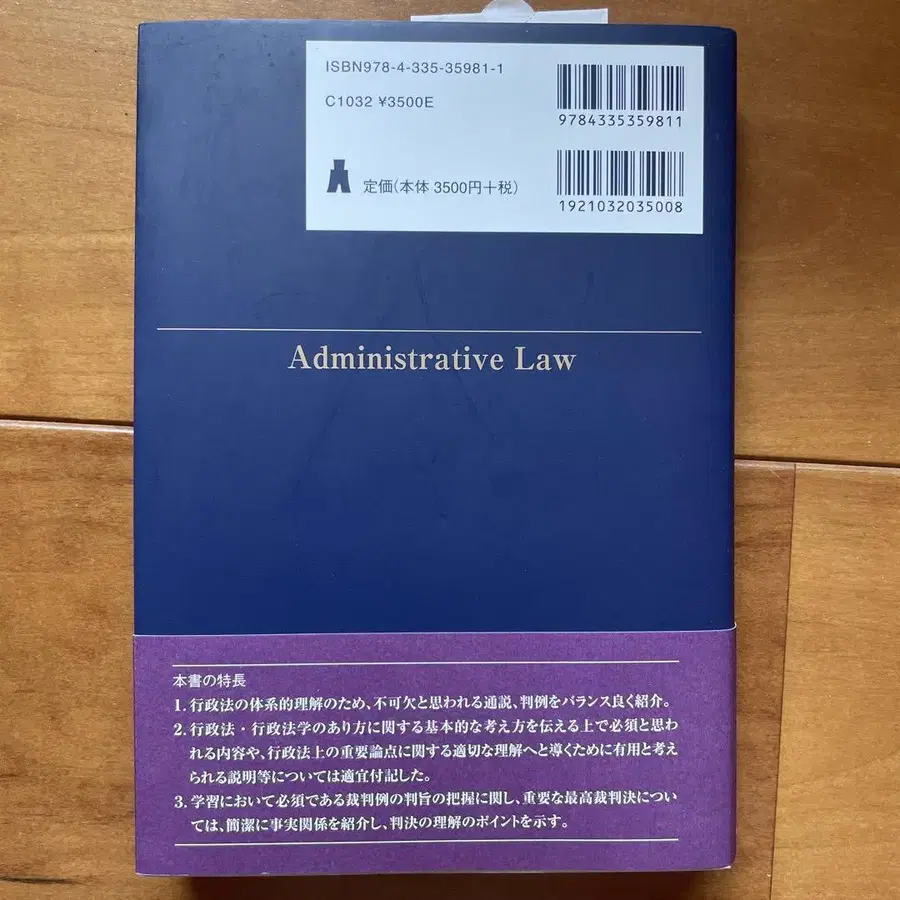 ISBN978-4-335-35981-1
C1032 ¥3500E
9784335359811
定価(本体 3500円+税)
1921032035008
Administrative Law
本書の特長
1. 行政法の体系的理解のため、不可欠と思われる通説、判例をバランス良く紹介。
2. 行政法・行政法学のあり方に関する基本的な考え方を伝える上で必須と思わ
れる内容や、行政法上の重要論点に関する適切な理解へと導くために有用と考え
られる説明等については適宜付記した。
3. 学習において必須である裁判例の判旨の把握に関し、重要な最高裁判決につい
ては、簡潔に事実関係を紹介し、判決の理解のポイントを示す。